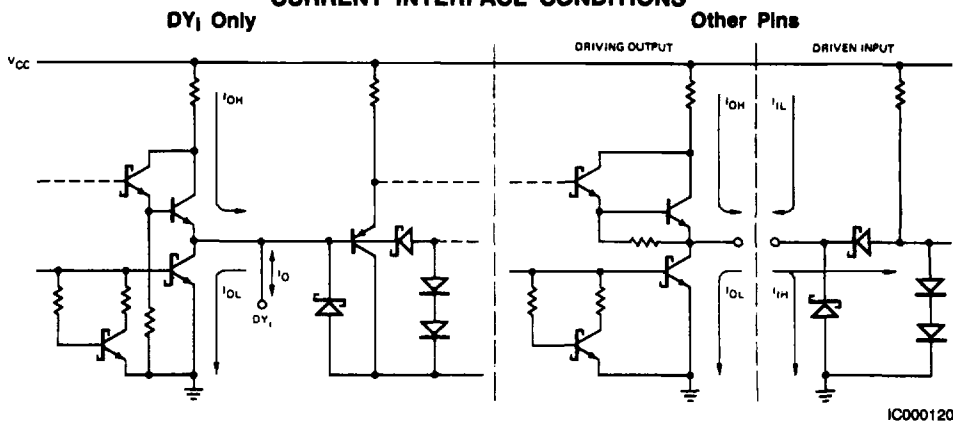 CURRENT INTERFACE CONDITIONS
DYI Only
Other Pins
DRIVING OUTPUT
DRIVEN INPUT
VCC
IOH
IOH
IIL
IOL
IO
DYI
IOL
IIH
IC000120